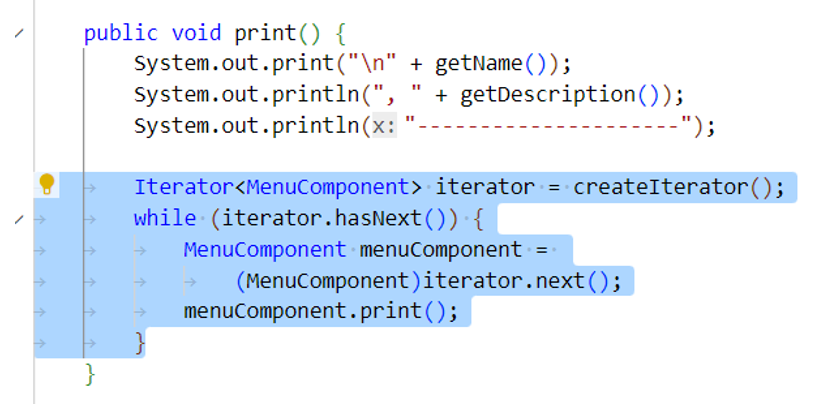 public void print() {
System.out.print("\n" + getName());
System.out.println(", " + getDescription());
System.out.println(x: "---------------------");
Iterator<MenuComponent> iterator = createIterator();
while (iterator.hasNext()) {
MenuComponent menuComponent =
(MenuComponent)iterator.next();
menuComponent.print();
}
}